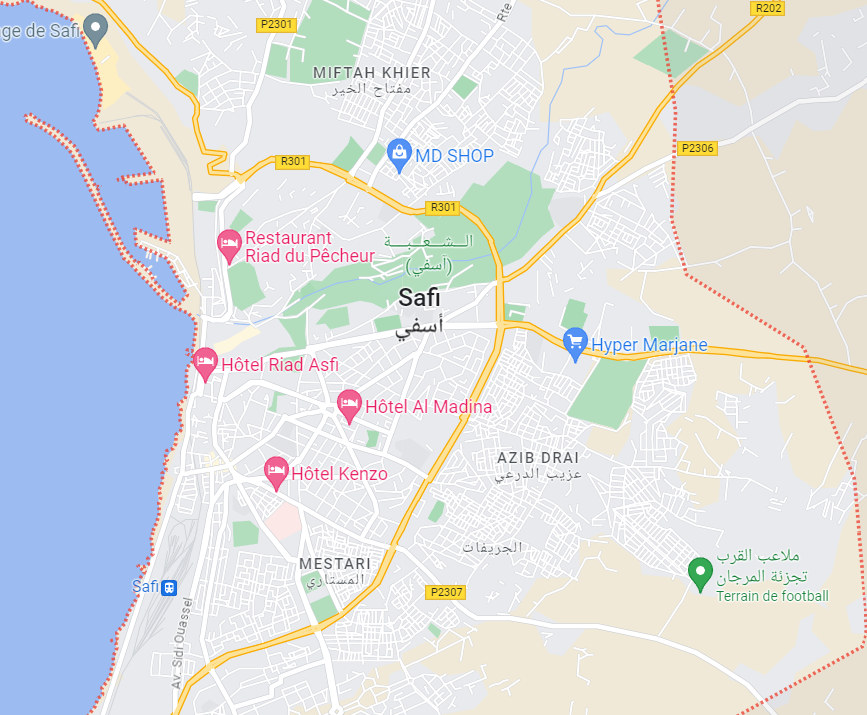 P2301
Rte
R202
ge de Safi
MIFTAH KHIER
مفتاح الخير
MD SHOP
P2306
R301
R301
Restaurant
Riad du Pêcheur
الـشـعـبـة
(أسفي)
Safi
أسفي
Hyper Marjane
Hôtel Riad Asfi
Hôtel Al Madina
AZIB DRAI
عزيب الدرعي
Hôtel Kenzo
الجريفات
MESTARI
المستاري
ملاعب القرب
تجزئة المرجان
Terrain de football
Safi
P2307
Av. Sidi Ouassel